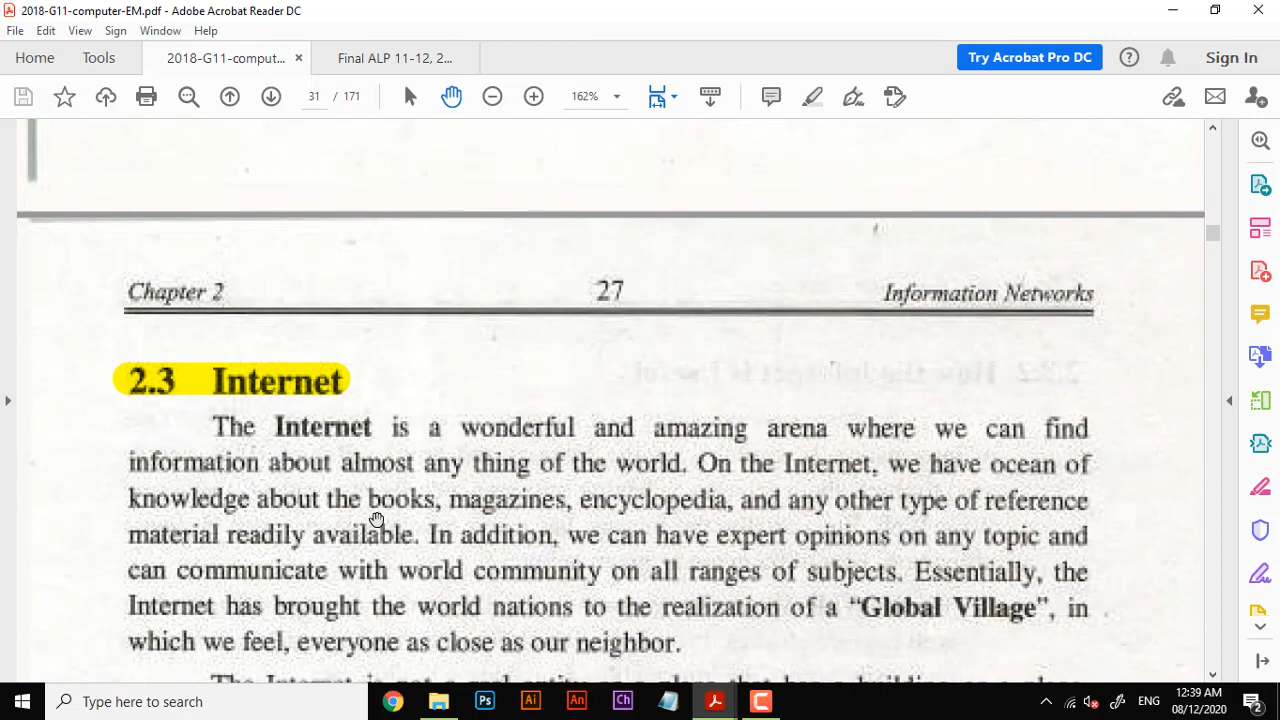 2018-G11-computer-EM.pdf - Adobe Acrobat Reader DC
File Edit View Sign Window Help
Home Tools 2018-G11-comput... × Final ALP 11-12, 2... Try Acrobat Pro DC Sign In
31 / 171 162%
Chapter 2 27 Information Networks
2.3 Internet
The Internet is a wonderful and amazing arena where we can find
information about almost any thing of the world. On the Internet, we have ocean of
knowledge about the books, magazines, encyclopedia, and any other type of reference
material readily available. In addition, we can have expert opinions on any topic and
can communicate with world community on all ranges of subjects. Essentially, the
Internet has brought the world nations to the realization of a “Global Village”, in
which we feel, everyone as close as our neighbor.
Type here to search Ps Ai An Ch ENG 12:39 AM
08/12/2020 2